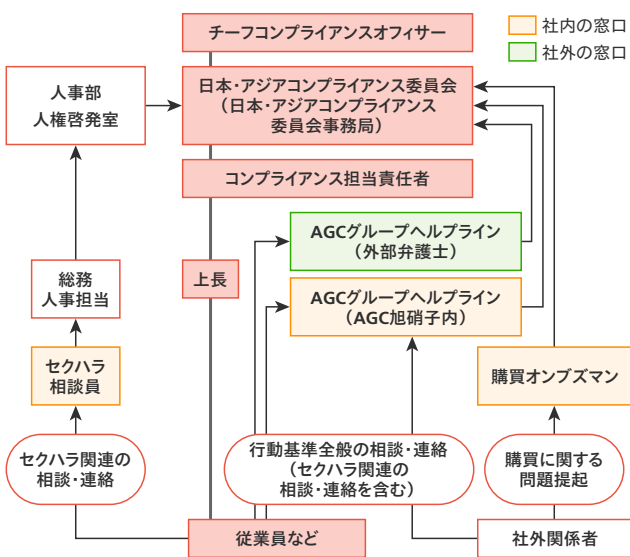 チーフコンプライアンスオフィサー
社内の窓口
社外の窓口
人事部
人権啓発室
日本・アジアコンプライアンス委員会
（日本・アジアコンプライアンス
委員会事務局）
コンプライアンス担当責任者
AGCグループヘルプライン
（外部弁護士）
総務
人事担当
上長
AGCグループヘルプライン
（AGC旭硝子内）
セクハラ
相談員
購買オンブズマン
セクハラ関連の
相談・連絡
行動基準全般の相談・連絡
（セクハラ関連の
相談・連絡を含む）
購買に関する
問題提起
従業員など
社外関係者